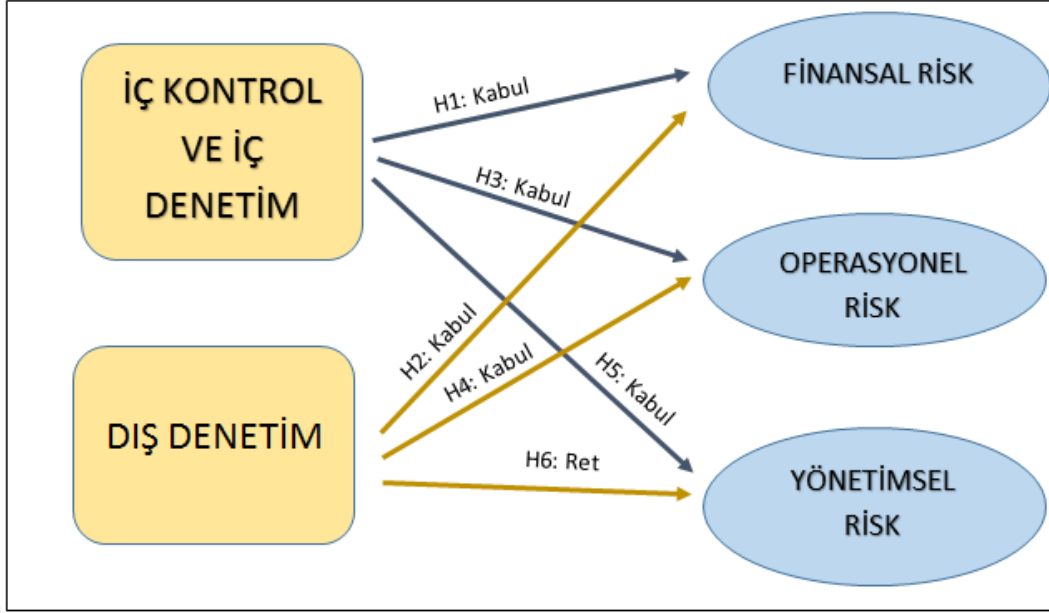 İÇ KONTROL
VE İÇ
DENETİM
H1: Kabul
FİNANSAL RİSK
H3: Kabul
OPERASYONEL
RİSK
H2: Kabul
H4: Kabul
H5: Kabul
DIŞ DENETİM
H6: Ret
YÖNETİMSEL
RİSK